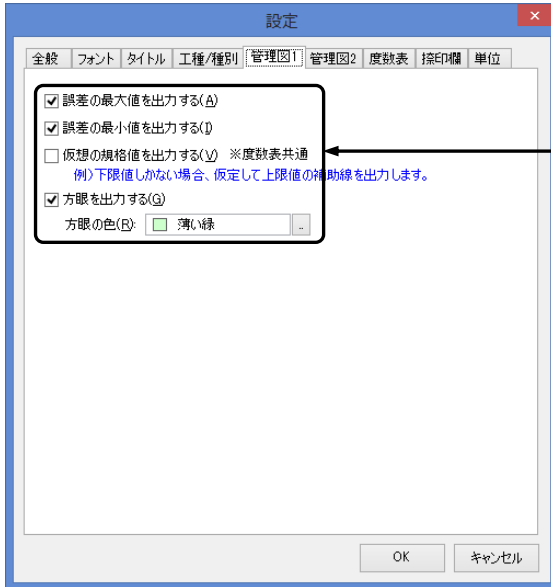 設定
全般 フォント タイトル 工種/種別 管理図1 管理図2 度数表 捺印欄 単位
誤差の最大値を出力する(A)
誤差の最小値を出力する(I)
仮想の規格値を出力する(V) ※度数表共通
例)下限値しかない場合、仮定して上限値の補助線を出力します。
方眼を出力する(G)
方眼の色(R): 薄い緑 ..
OK キャンセル